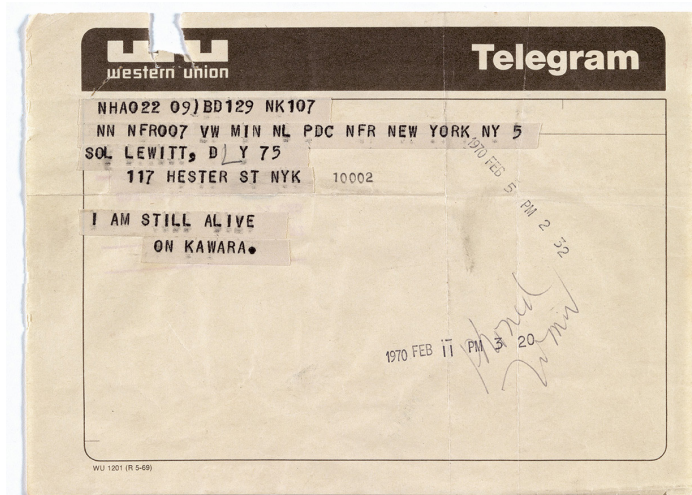 western union
Telegram
NHA022 09)BD129 NK107
NN NFR007 VW MIN NL PDC NFR NEW YORK NY 5
SOL LEWITT, DLY 75
117 HESTER ST NYK 10002
1970 FEB 5 PM 2 32
I AM STILL ALIVE
ON KAWARA.
1970 FEB 11 PM 3 20
phoned
WU 1201 (R 5-69)